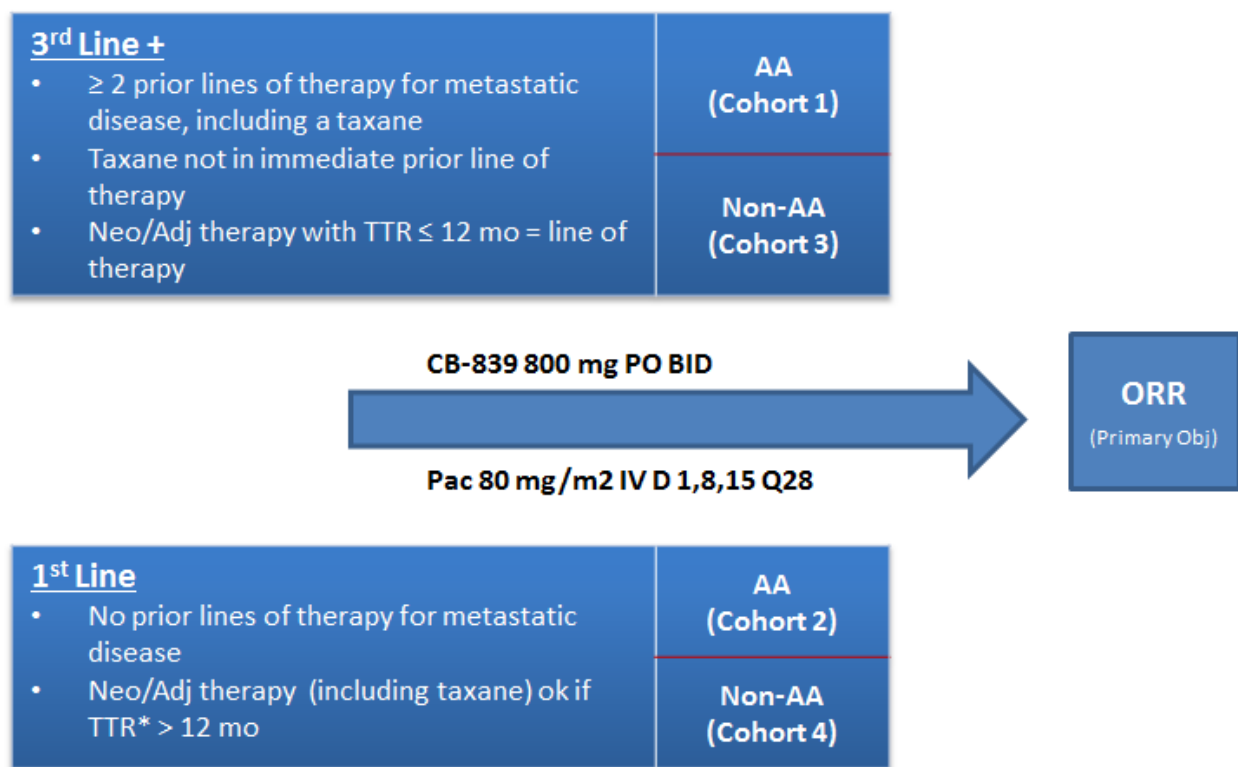 3rd Line +
• ≥ 2 prior lines of therapy for metastatic
disease, including a taxane
• Taxane not in immediate prior line of
therapy
• Neo/Adj therapy with TTR ≤ 12 mo = line of
therapy
AA
(Cohort 1)
Non-AA
(Cohort 3)
CB-839 800 mg PO BID
Pac 80 mg/m2 IV D 1,8,15 Q28
ORR
(Primary Obj)
1st Line
• No prior lines of therapy for metastatic
disease
• Neo/Adj therapy (including taxane) ok if
TTR* > 12 mo
AA
(Cohort 2)
Non-AA
(Cohort 4)